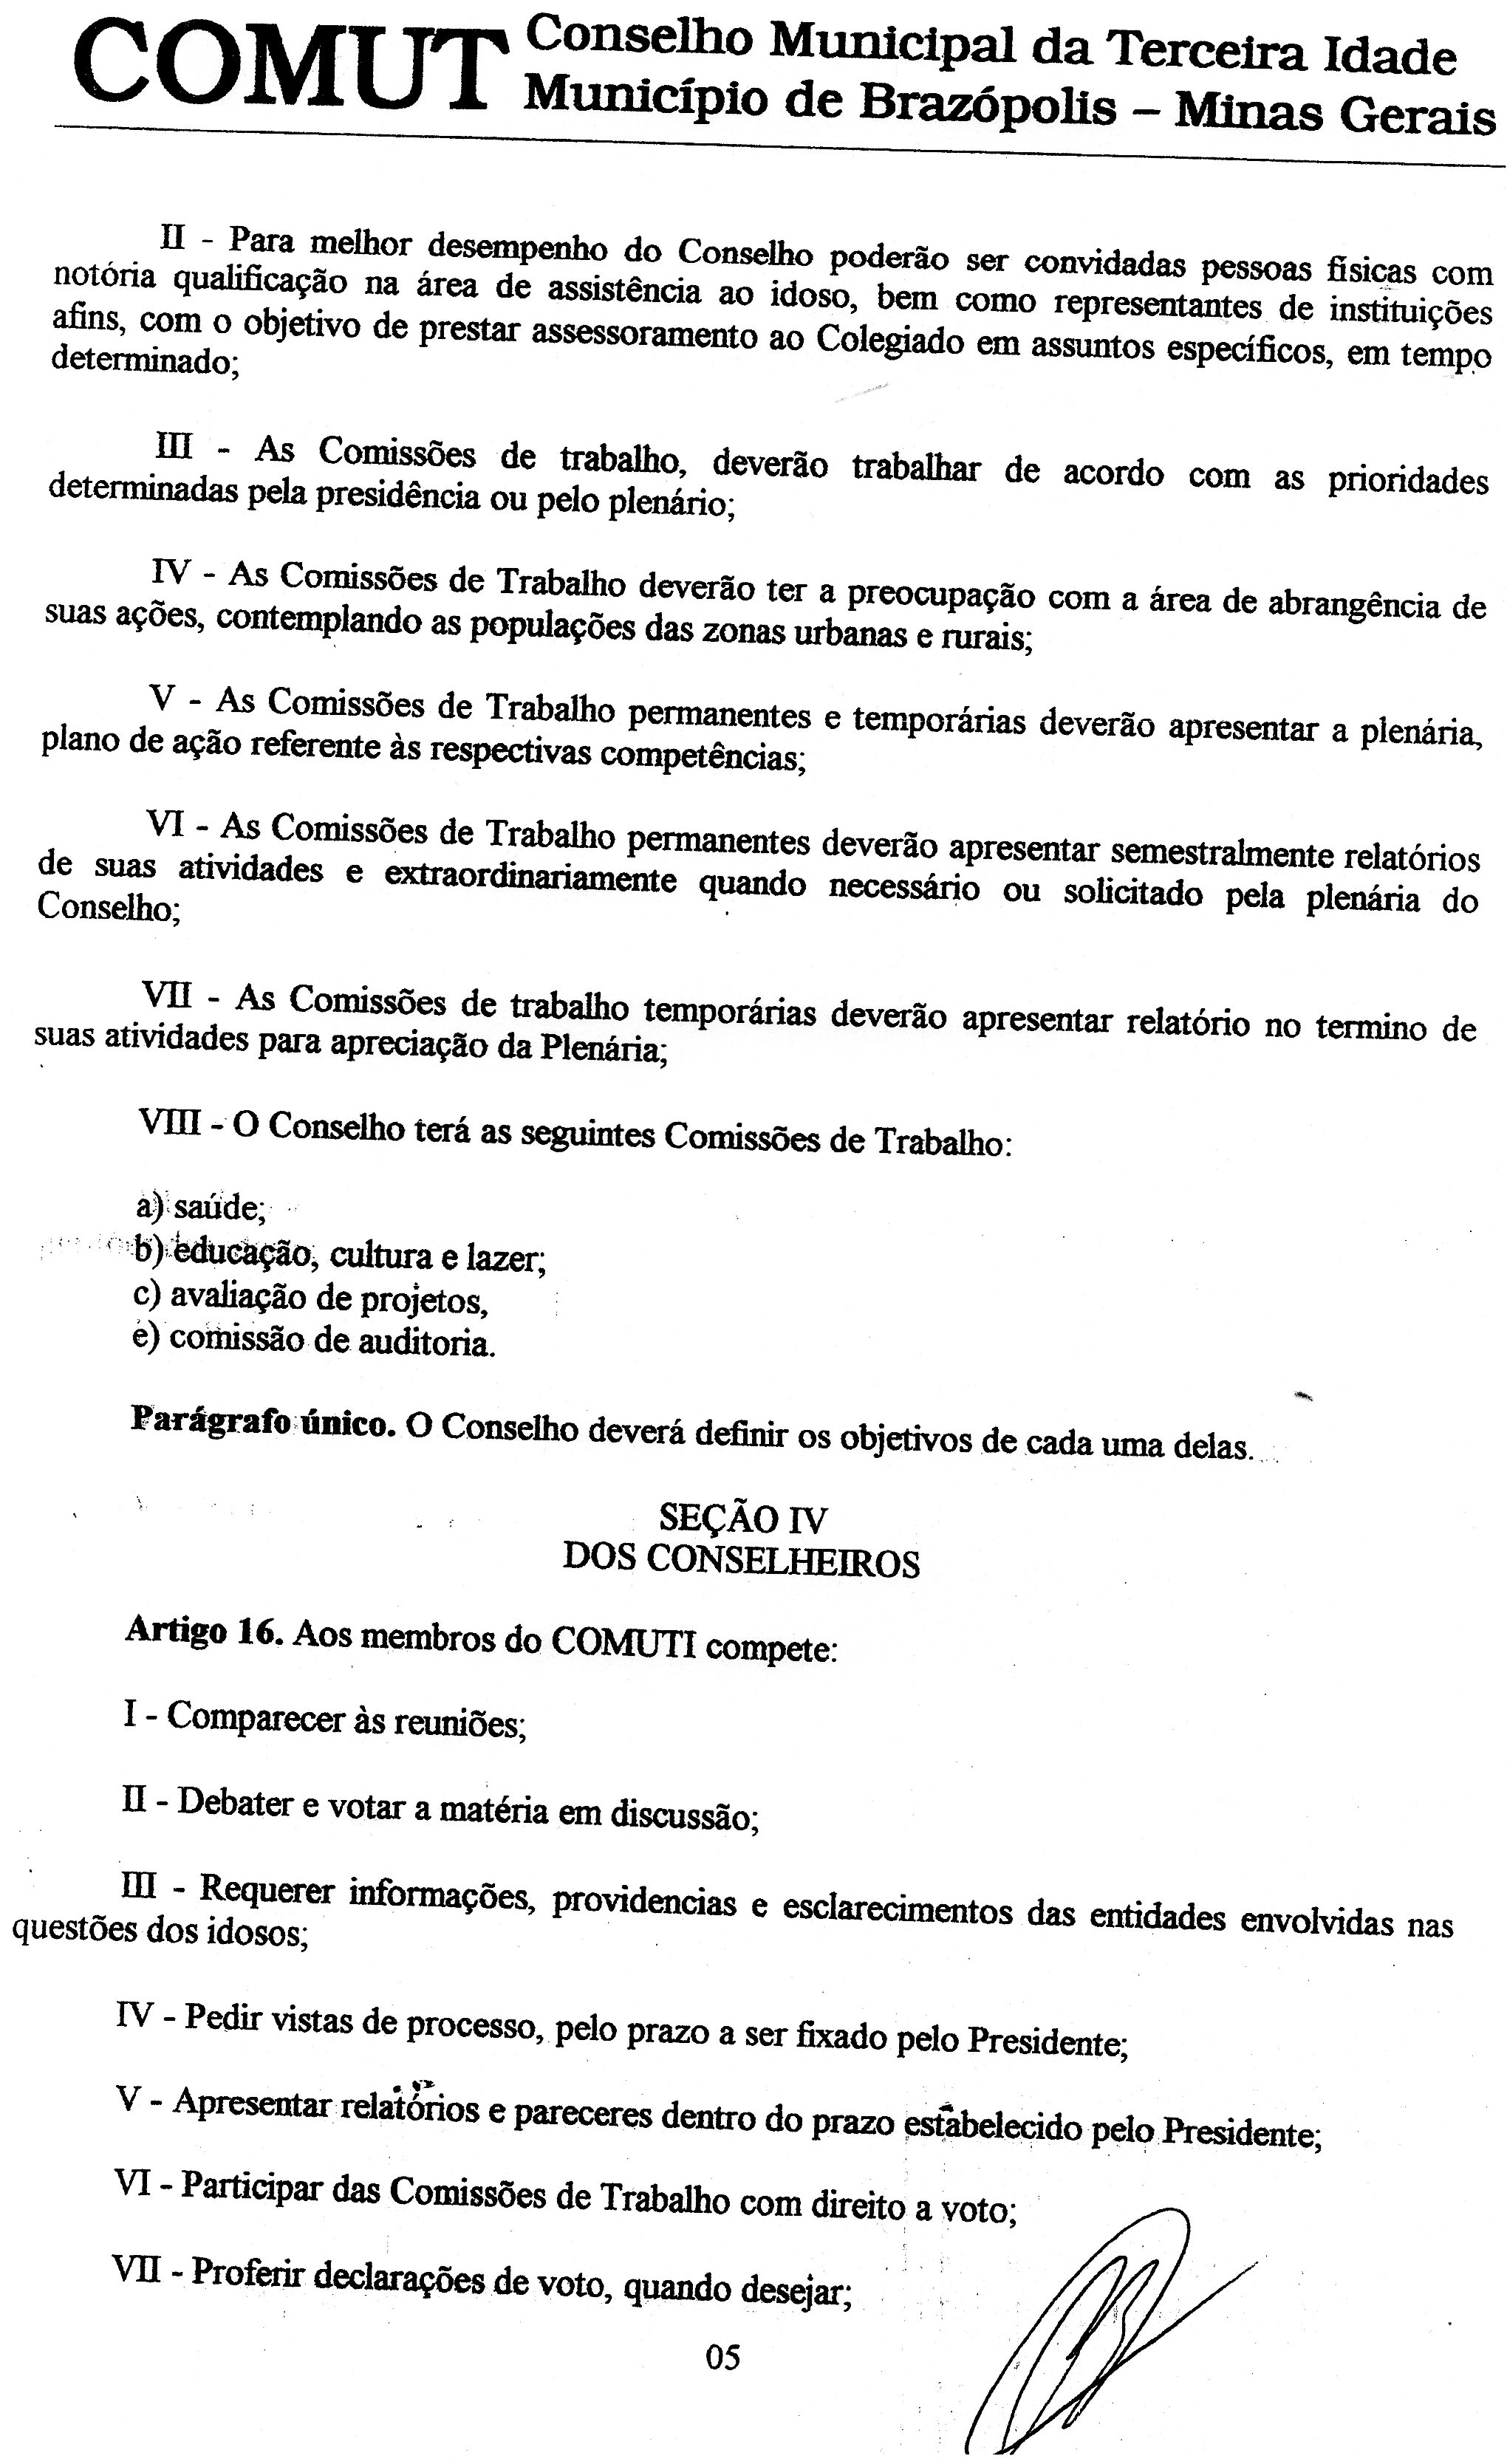 COMUT Conselho Municipal da Terceira Idade
Município de Brazópolis – Minas Gerais
II - Para melhor desempenho do Conselho poderão ser convidadas pessoas físicas com
notória qualificação na área de assistência ao idoso, bem como representantes de instituições
afins, com o objetivo de prestar assessoramento ao Colegiado em assuntos específicos, em tempo
determinado;
III - As Comissões de trabalho, deverão trabalhar de acordo com as prioridades
determinadas pela presidência ou pelo plenário;
IV - As Comissões de Trabalho deverão ter a preocupação com a área de abrangência de
suas ações, contemplando as populações das zonas urbanas e rurais;
V - As Comissões de Trabalho permanentes e temporárias deverão apresentar a plenária,
plano de ação referente às respectivas competências;
VI - As Comissões de Trabalho permanentes deverão apresentar semestralmente relatórios
de suas atividades e extraordinariamente quando necessário ou solicitado pela plenária do
Conselho;
VII - As Comissões de trabalho temporárias deverão apresentar relatório no termino de
suas atividades para apreciação da Plenária;
VIII - O Conselho terá as seguintes Comissões de Trabalho:
a) saúde;
b) educação, cultura e lazer;
c) avaliação de projetos,
e) comissão de auditoria.
Parágrafo único. O Conselho deverá definir os objetivos de cada uma delas.
SEÇÃO IV
DOS CONSELHEIROS
Artigo 16. Aos membros do COMUTI compete:
I - Comparecer às reuniões;
II - Debater e votar a matéria em discussão;
III - Requerer informações, providencias e esclarecimentos das entidades envolvidas nas
questões dos idosos;
IV - Pedir vistas de processo, pelo prazo a ser fixado pelo Presidente;
V - Apresentar relatórios e pareceres dentro do prazo estabelecido pelo Presidente;
VI - Participar das Comissões de Trabalho com direito a voto;
VII - Proferir declarações de voto, quando desejar;
05